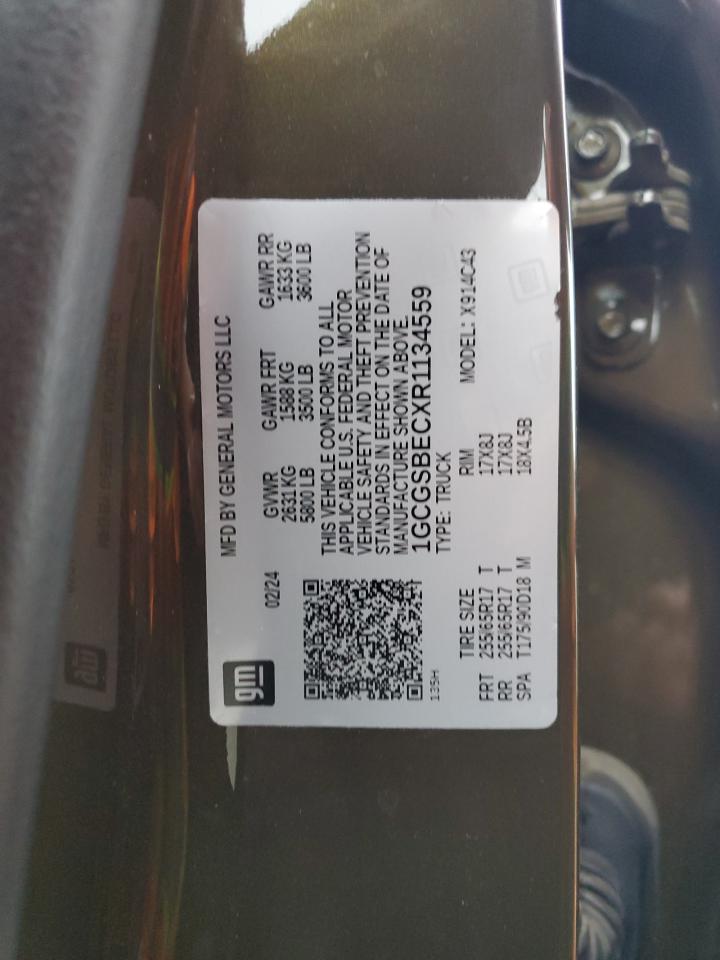 gm
MFD BY GENERAL MOTORS LLC
02/24
GVWR GAWR FRT GAWR RR
2631 KG 1588 KG 1633 KG
5800 LB 3500 LB 3600 LB
THIS VEHICLE CONFORMS TO ALL
APPLICABLE U.S. FEDERAL MOTOR
VEHICLE SAFETY AND THEFT PREVENTION
STANDARDS IN EFFECT ON THE DATE OF
MANUFACTURE SHOWN ABOVE.
1GCGSBECXR1134559
135H
TYPE: TRUCK MODEL: X914C43
TIRE SIZE RIM
FRT 255/65R17 T 17X8J
RR 255/65R17 T 17X8J
SPA T175/90D18 M 18X4.5B